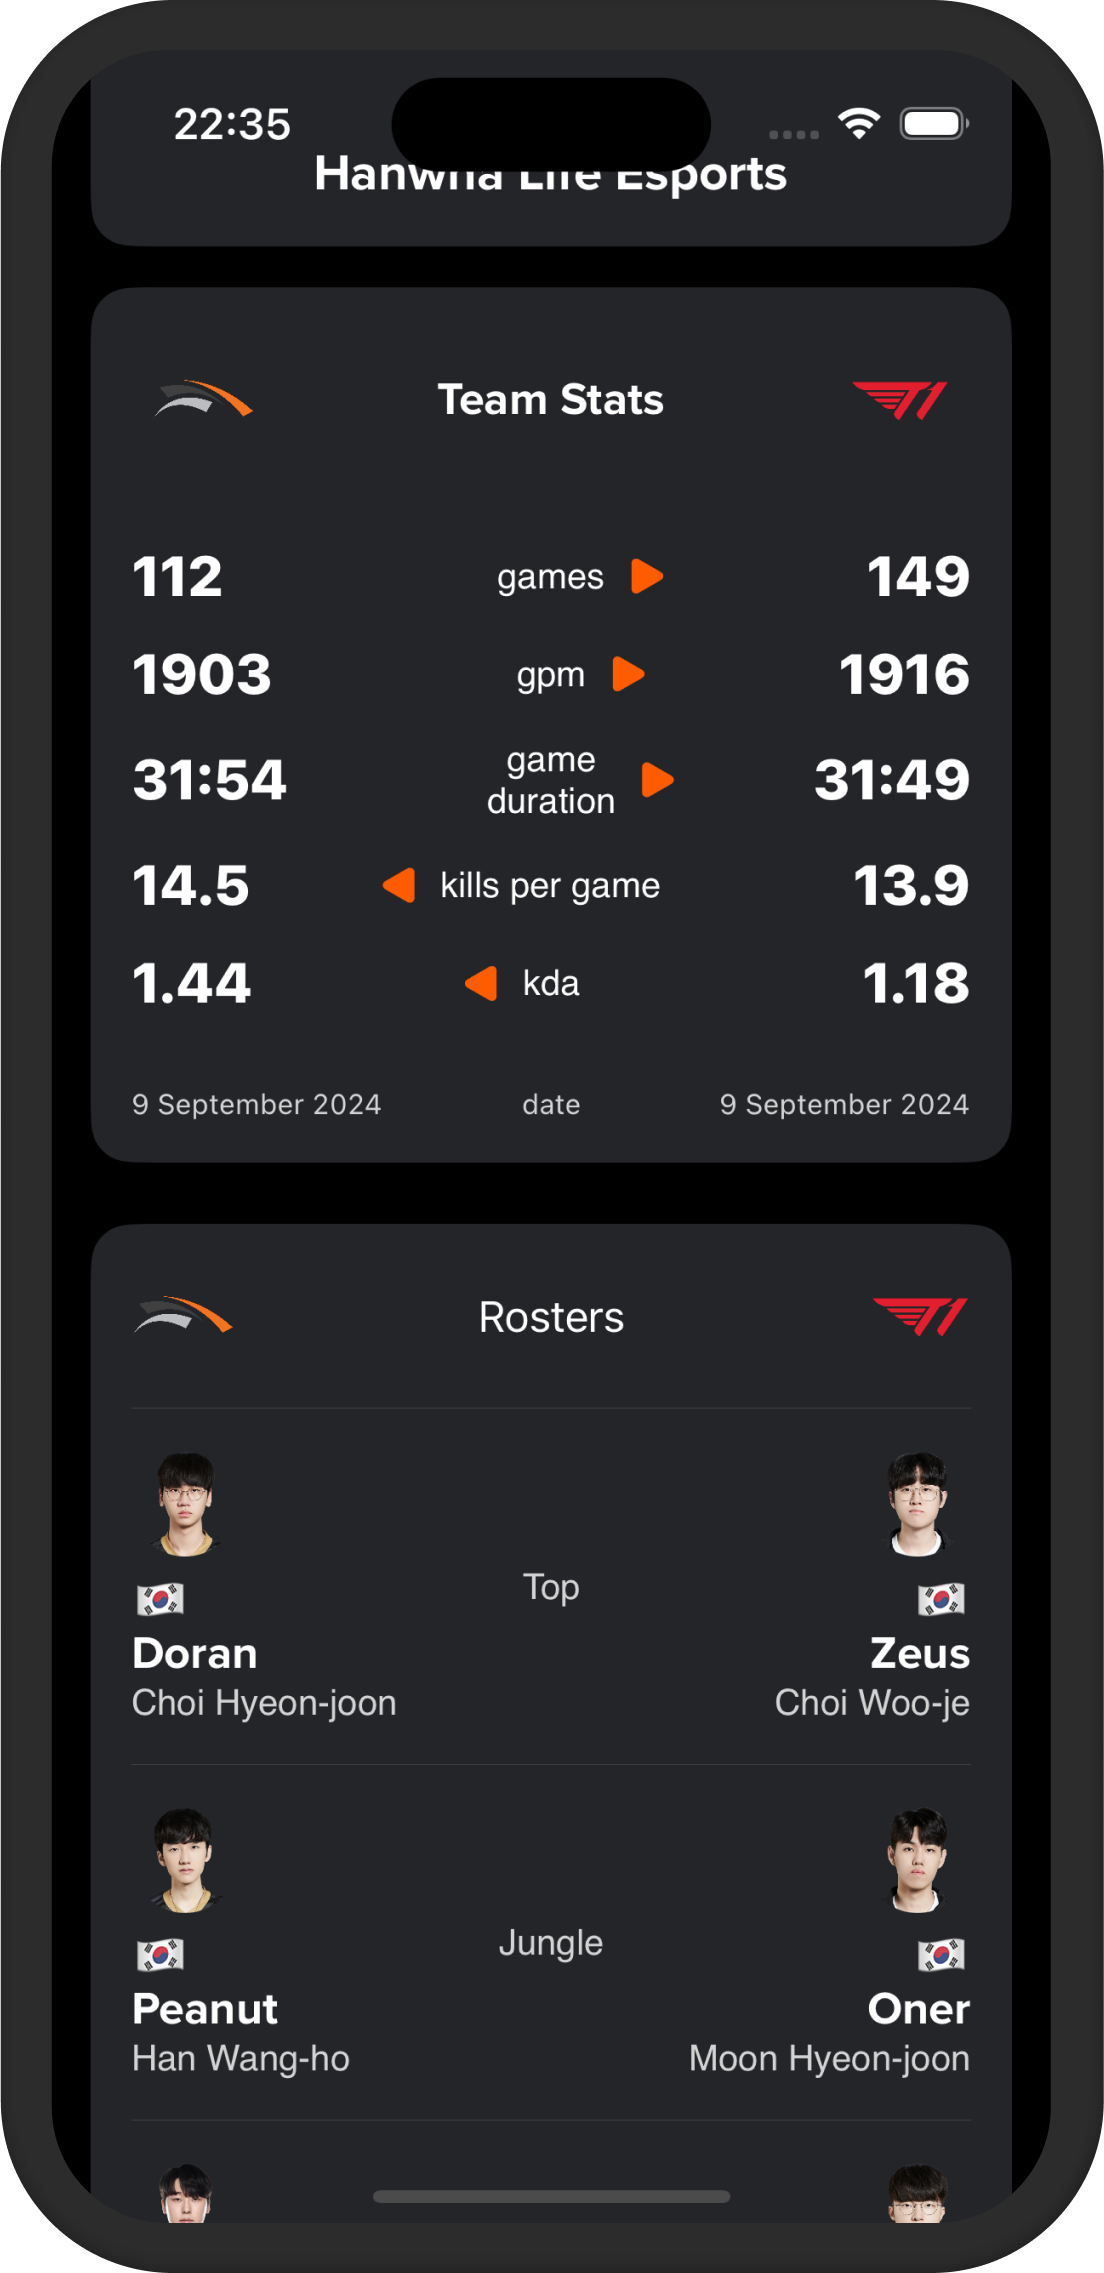 22:35
Hanwha Life Esports
Team Stats
T1
112 games 149
1903 gpm 1916
game
31:54 duration 31:49
14.5 kills per game 13.9
1.44 kda 1.18
9 September 2024 date 9 September 2024
Rosters
T1
Top
Doran Zeus
Choi Hyeon-joon Choi Woo-je
Jungle
Peanut Oner
Han Wang-ho Moon Hyeon-joon